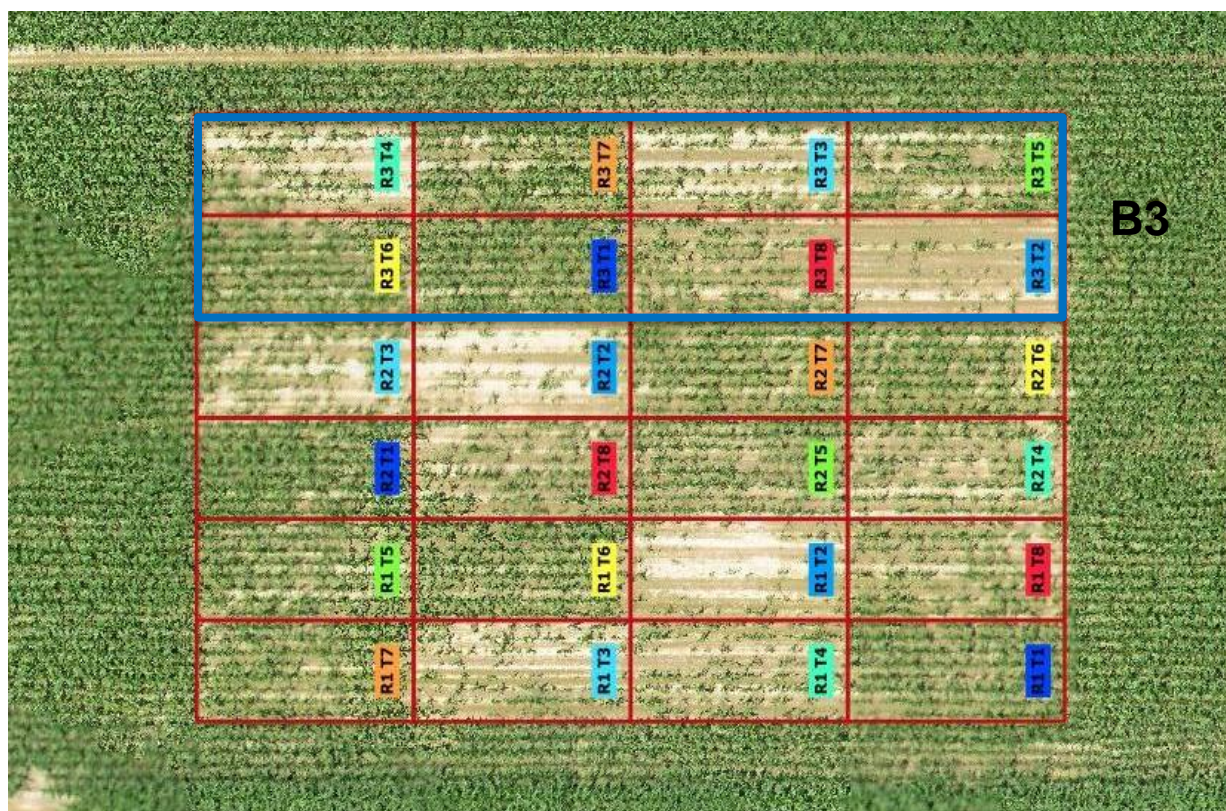 R3 T4
R3 T7
R3 T3
R3 T5
B3
R3 T6
R3 T1
R3 T8
R3 T2
R2 T3
R2 T2
R2 T7
R2 T6
R2 T1
R2 T8
R2 T5
R2 T4
R1 T5
R1 T6
R1 T2
R1 T8
R1 T7
R1 T3
R1 T4
R1 T1